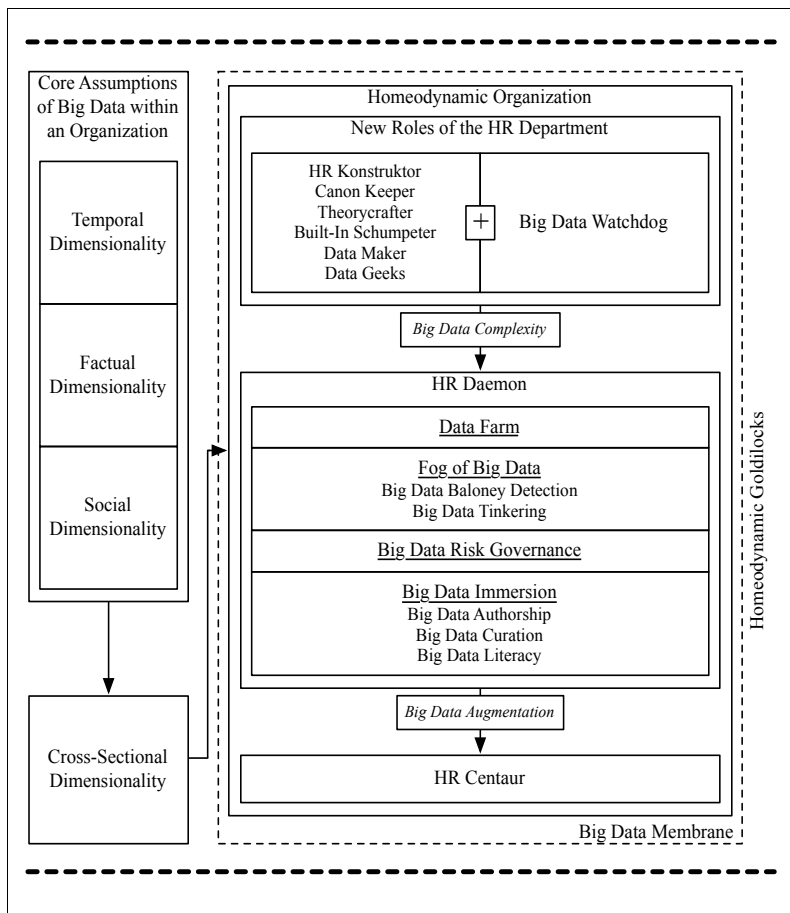 Core Assumptions
of Big Data within
an Organization
Temporal
Dimensionality
Factual
Dimensionality
Social
Dimensionality
Cross-Sectional
Dimensionality
Homeodynamic Organization
New Roles of the HR Department
HR Konstruktor
Canon Keeper
Theorycrafter
Built-In Schumpeter
Data Maker
Data Geeks
+
Big Data Watchdog
Big Data Complexity
HR Daemon
Data Farm
Fog of Big Data
Big Data Baloney Detection
Big Data Tinkering
Big Data Risk Governance
Big Data Immersion
Big Data Authorship
Big Data Curation
Big Data Literacy
Big Data Augmentation
HR Centaur
Big Data Membrane
Homeodynamic Goldilocks